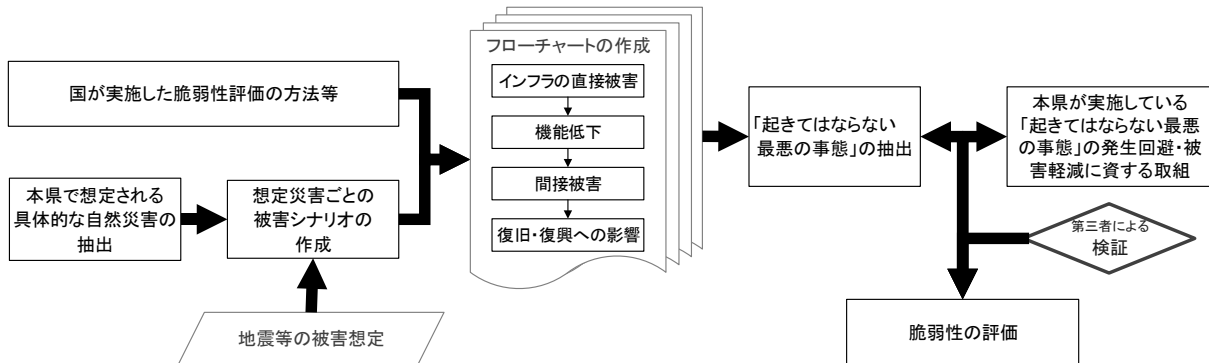 国が実施した脆弱性評価の方法等
本県で想定される
具体的な自然災害の
抽出
想定災害ごとの
被害シナリオの
作成
地震等の被害想定
フローチャートの作成
インフラの直接被害
機能低下
間接被害
復旧・復興への影響
「起きてはならない
最悪の事態」の抽出
本県が実施している
「起きてはならない最悪
の事態」の発生回避・被
害軽減に資する取組
第三者による
検証
脆弱性の評価